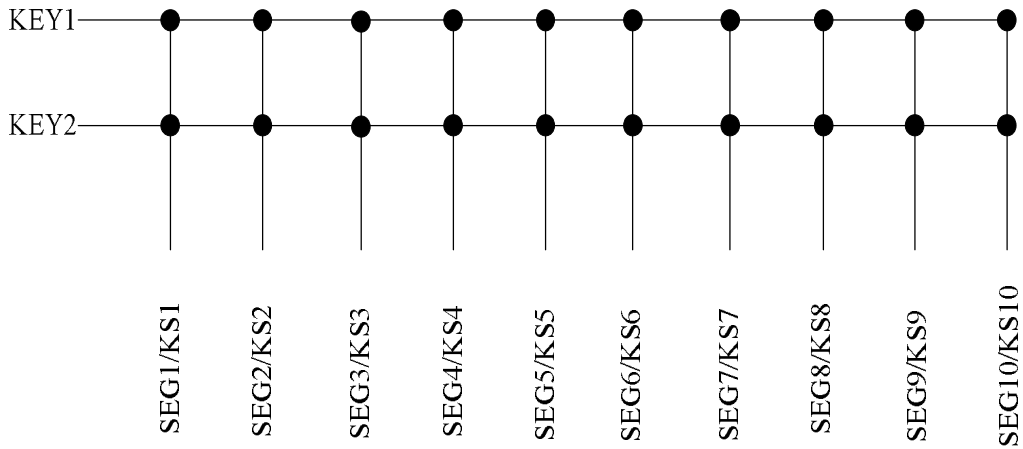 KEY1
KEY2
SEG1/KS1
SEG2/KS2
SEG3/KS3
SEG4/KS4
SEG5/KS5
SEG6/KS6
SEG7/KS7
SEG8/KS8
SEG9/KS9
SEG10/KS10